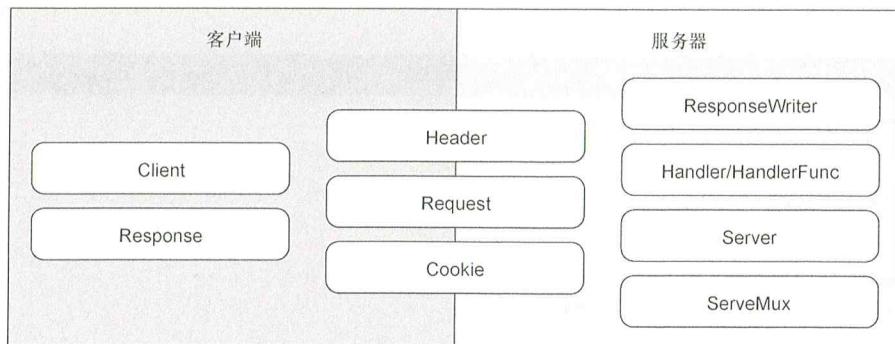 客户端
服务器
Client
Response
Header
Request
Cookie
ResponseWriter
Handler/HandlerFunc
Server
ServeMux